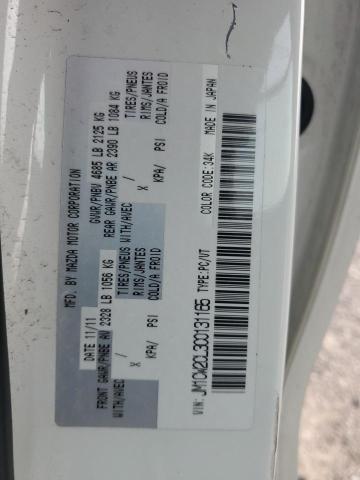 MFD. BY MAZDA MOTOR CORPORATION
DATE 11/11 GVWR/PNBV 4685 LB 2125 KG
FRONT GAWR/PNBE AV 2328 LB 1056 KG REAR GAWR/PNBE AR 2390 LB 1084 KG
WITH/AVEC TIRES/PNEUS WITH/AVEC TIRES/PNEUS
/ X RIMS/JANTES / X RIMS/JANTES
KPA/ PSI COLD/A FROID KPA/ PSI COLD/A FROID
VIN: JM1CW2CL3C0131165 TYPE:PC/VT
COLOR CODE:34K MADE IN JAPAN